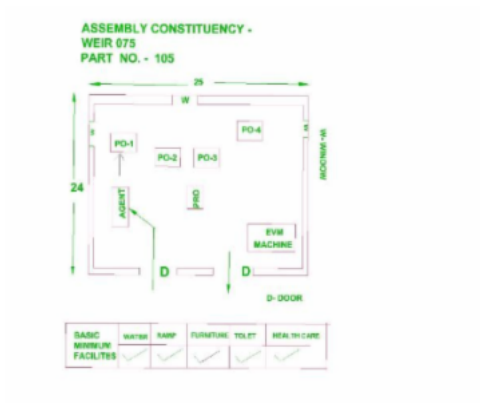 ASSEMBLY CONSTITUENCY -
WEIR 075
PART NO. - 105
25
W
PO-4
PO-1
PO-2
PO-3
W-WINDOW
24
AGENT
PRO
EVM
MACHINE
D
D
D-DOOR
BASIC
MINIMUM
FACILITES
WATER
RAMP
FURNITURE
TOLET
HEALTH CARE